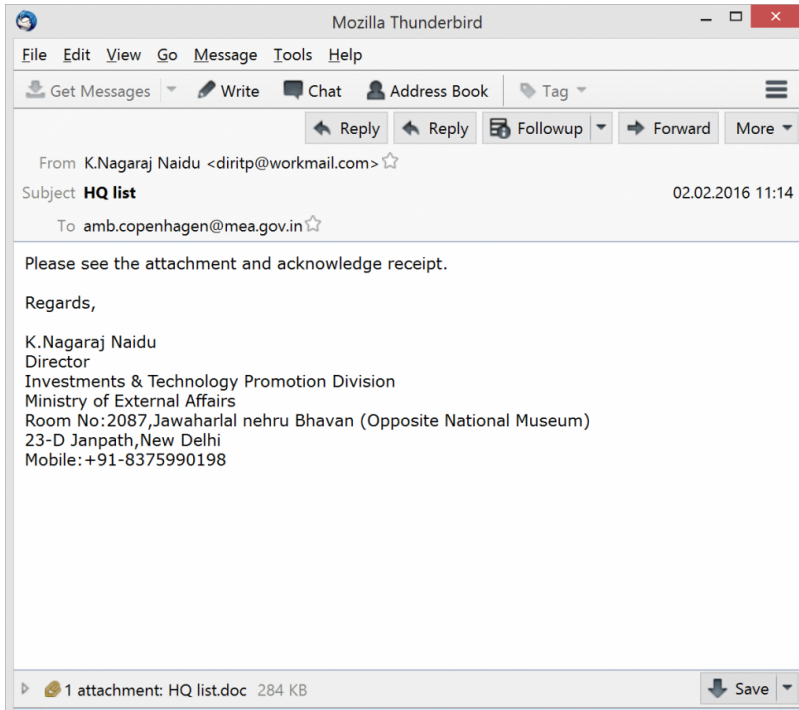 Mozilla Thunderbird
File Edit View Go Message Tools Help
Get Messages Write Chat Address Book Tag
Reply Reply Followup Forward More
From K.Nagaraj Naidu <diritp@workmail.com>
Subject HQ list 02.02.2016 11:14
To amb.copenhagen@mea.gov.in
Please see the attachment and acknowledge receipt.
Regards,
K.Nagaraj Naidu
Director
Investments & Technology Promotion Division
Ministry of External Affairs
Room No:2087,Jawaharlal nehru Bhavan (Opposite National Museum)
23-D Janpath,New Delhi
Mobile:+91-8375990198
1 attachment: HQ list.doc 284 KB Save